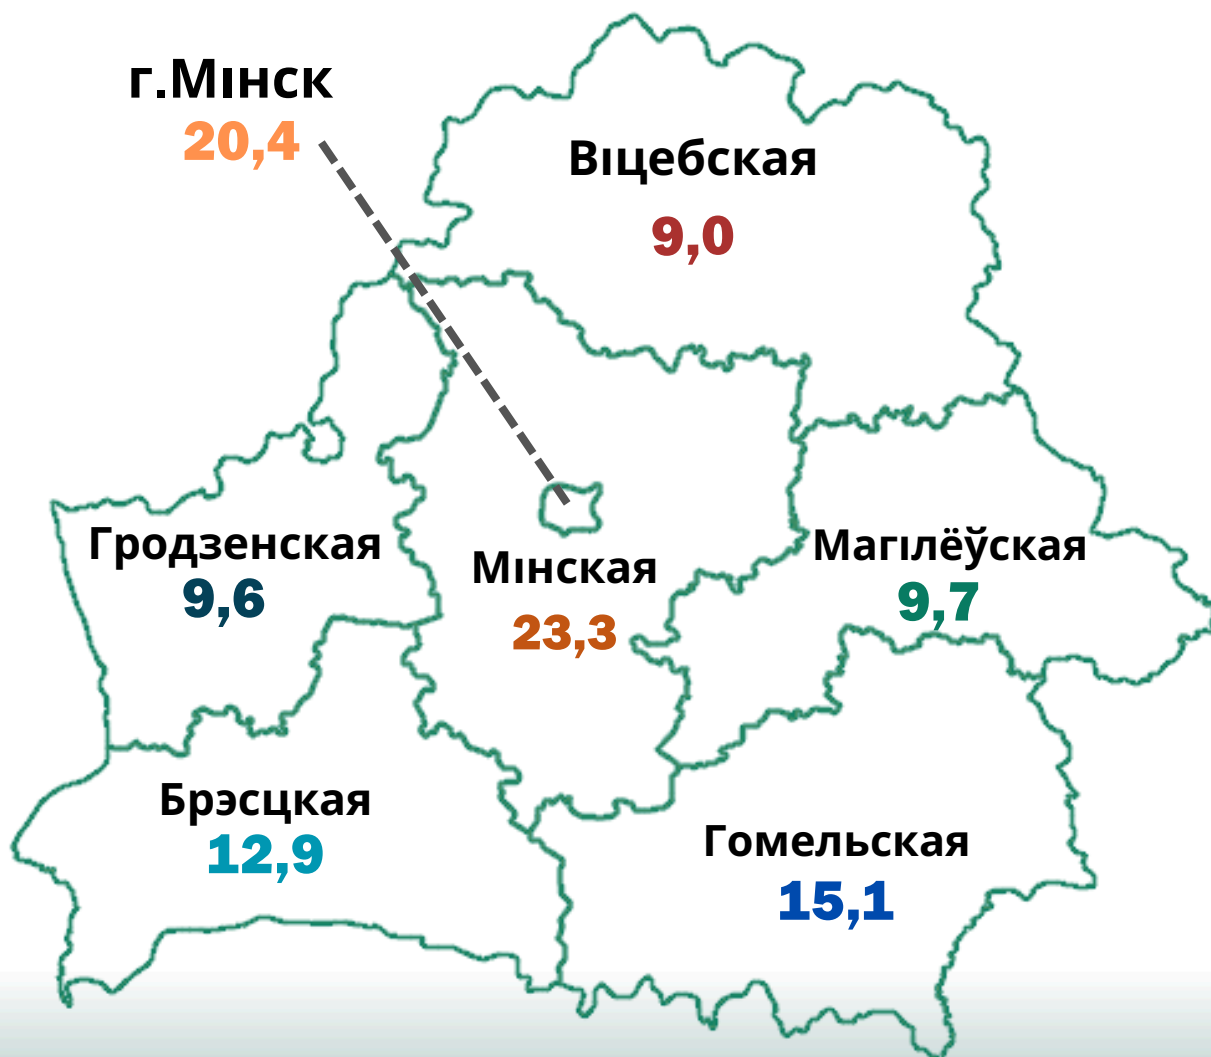 г.Мінск
20,4
Віцебская
9,0
Гродзенская
9,6
Мінская
23,3
Магілёўская
9,7
Брэсцкая
12,9
Гомельская
15,1